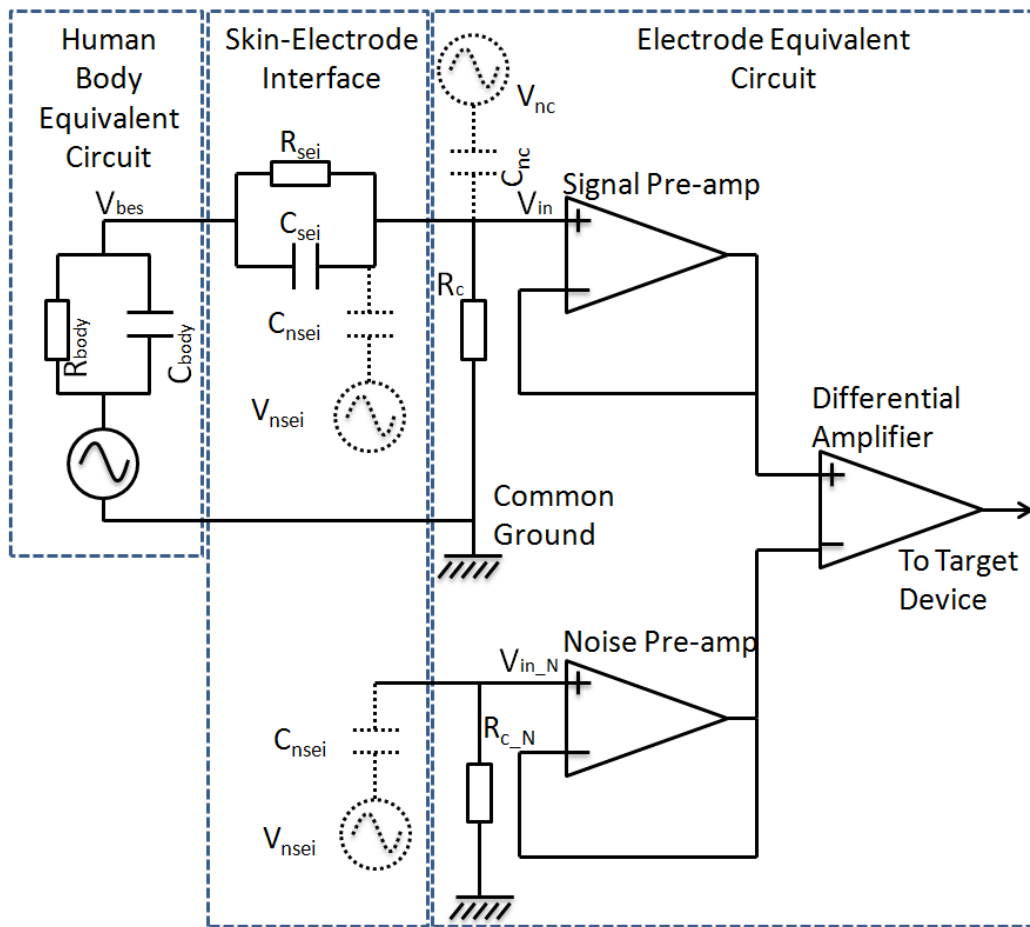 Human
Body
Equivalent
Circuit
Skin-Electrode
Interface
Electrode Equivalent
Circuit
Vnc
Cnc
Rsei
Signal Pre-amp
Vbes
Csei
Vin
Rc
Rbody
Cbody
Cnsei
Vnsei
Differential
Amplifier
Common
Ground
To Target
Device
Noise Pre-amp
Vin_N
Rc_N
Cnsei
Vnsei